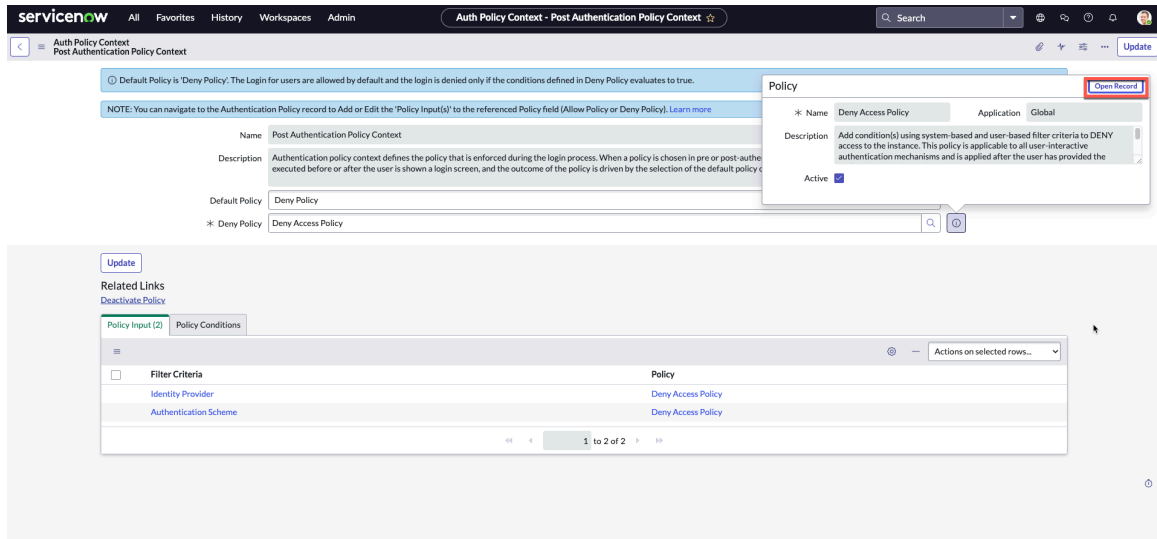 servicenow All Favorites History Workspaces Admin Auth Policy Context - Post Authentication Policy Context Search
Auth Policy Context
Post Authentication Policy Context
Update
Default Policy is 'Deny Policy'. The Login for users are allowed by default and the login is denied only if the conditions defined in Deny Policy evaluates to true.
NOTE: You can navigate to the Authentication Policy record to Add or Edit the 'Policy Input(s)' to the referenced Policy field (Allow Policy or Deny Policy). Learn more
Name Post Authentication Policy Context
Description Authentication policy context defines the policy that is enforced during the login process. When a policy is chosen in pre or post-authe
executed before or after the user is shown a login screen, and the outcome of the policy is driven by the selection of the default policy c
Default Policy Deny Policy
Deny Policy Deny Access Policy
Policy Open Record
Name Deny Access Policy Application Global
Description Add condition(s) using system-based and user-based filter criteria to DENY
access to the instance. This policy is applicable to all user-interactive
authentication mechanisms and is applied after the user has provided the
Active
Update
Related Links
Deactivate Policy
Policy Input (2) Policy Conditions
Actions on selected rows...
Filter Criteria Policy
Identity Provider Deny Access Policy
Authentication Scheme Deny Access Policy
1 to 2 of 2